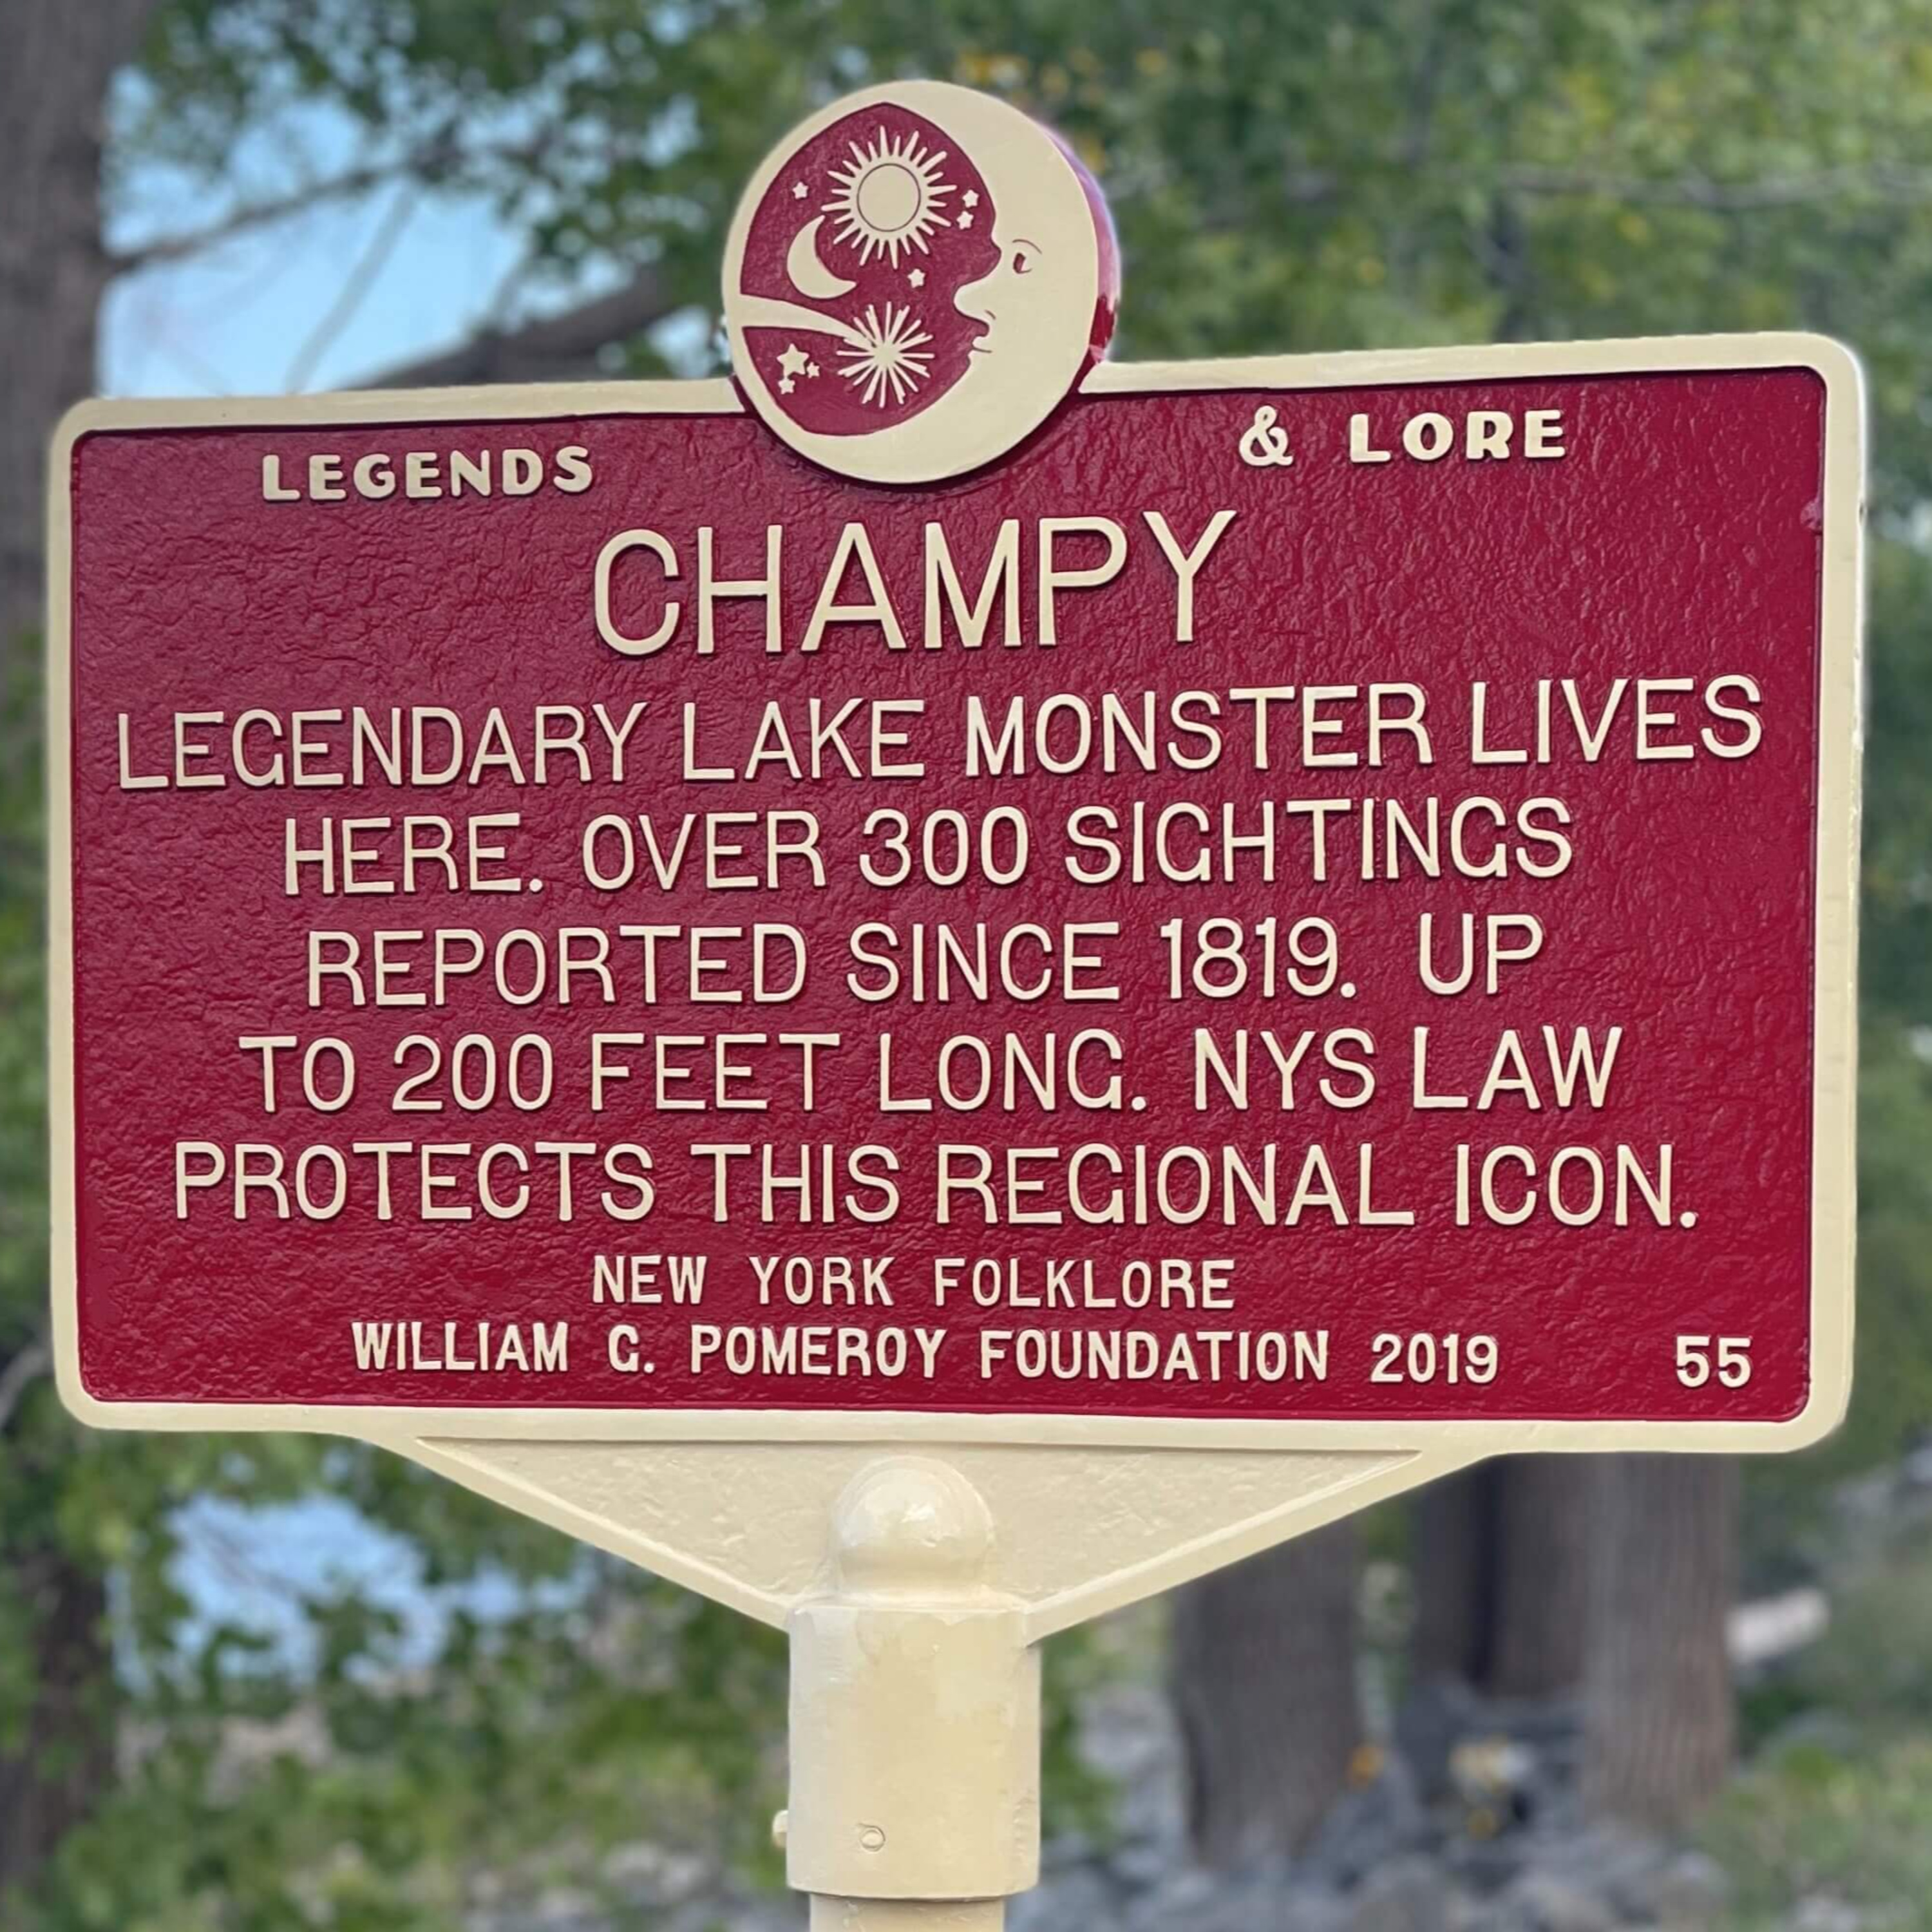 LEGENDS & LORE
CHAMPY
LEGENDARY LAKE MONSTER LIVES
HERE. OVER 300 SIGHTINGS
REPORTED SINCE 1819. UP
TO 200 FEET LONG. NYS LAW
PROTECTS THIS REGIONAL ICON.
NEW YORK FOLKLORE
WILLIAM G. POMEROY FOUNDATION 2019 55